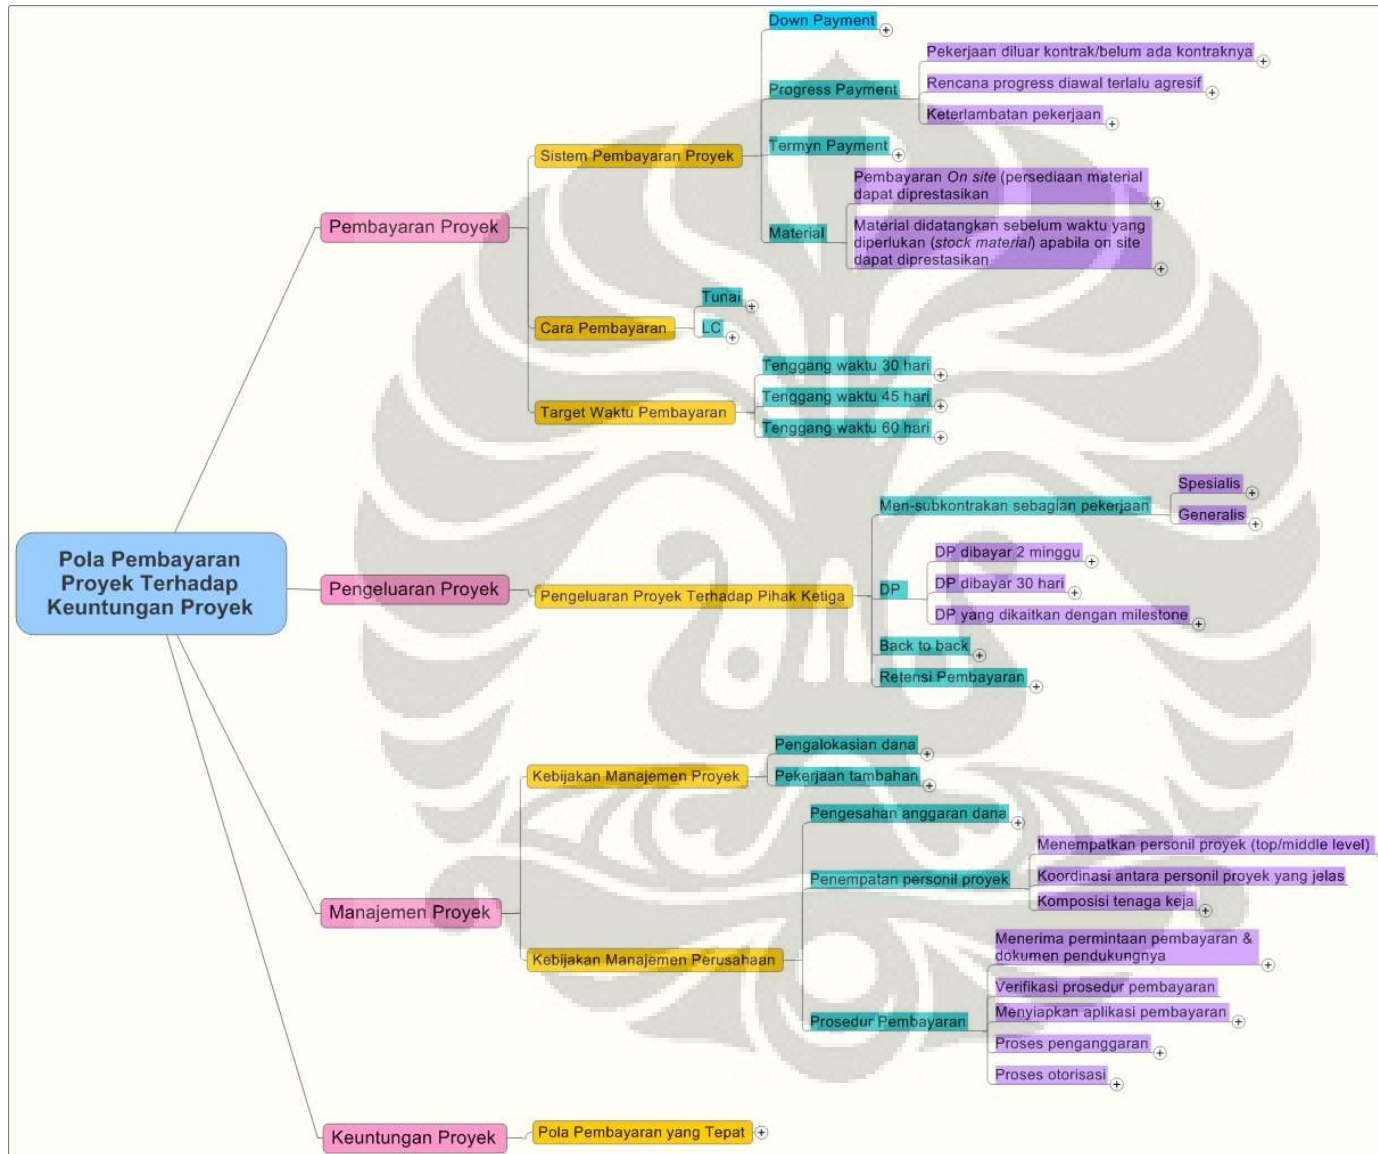 Pola Pembayaran
Proyek Terhadap
Keuntungan Proyek
Pembayaran Proyek
Sistem Pembayaran Proyek
Down Payment
Progress Payment
Pekerjaan diluar kontrak/belum ada kontraknya
Rencana progress diawal terlalu agresif
Keterlambatan pekerjaan
Termyn Payment
Material
Pembayaran On site (persediaan material
dapat diprestasikan
Material didatangkan sebelum waktu yang
diperlukan (stock material) apabila on site
dapat diprestasikan
Cara Pembayaran
Tunai
LC
Target Waktu Pembayaran
Tenggang waktu 30 hari
Tenggang waktu 45 hari
Tenggang waktu 60 hari
Pengeluaran Proyek
Pengeluaran Proyek Terhadap Pihak Ketiga
Men-subkontrakan sebagian pekerjaan
Spesialis
Generalis
DP
DP dibayar 2 minggu
DP dibayar 30 hari
DP yang dikaitkan dengan milestone
Back to back
Retensi Pembayaran
Manajemen Proyek
Kebijakan Manajemen Proyek
Pengalokasian dana
Pekerjaan tambahan
Kebijakan Manajemen Perusahaan
Pengesahan anggaran dana
Penempatan personil proyek
Menempatkan personil proyek (top/middle level)
Koordinasi antara personil proyek yang jelas
Komposisi tenaga keja
Prosedur Pembayaran
Menerima permintaan pembayaran &
dokumen pendukungnya
Verifikasi prosedur pembayaran
Menyiapkan aplikasi pembayaran
Proses penganggaran
Proses otorisasi
Keuntungan Proyek
Pola Pembayaran yang Tepat